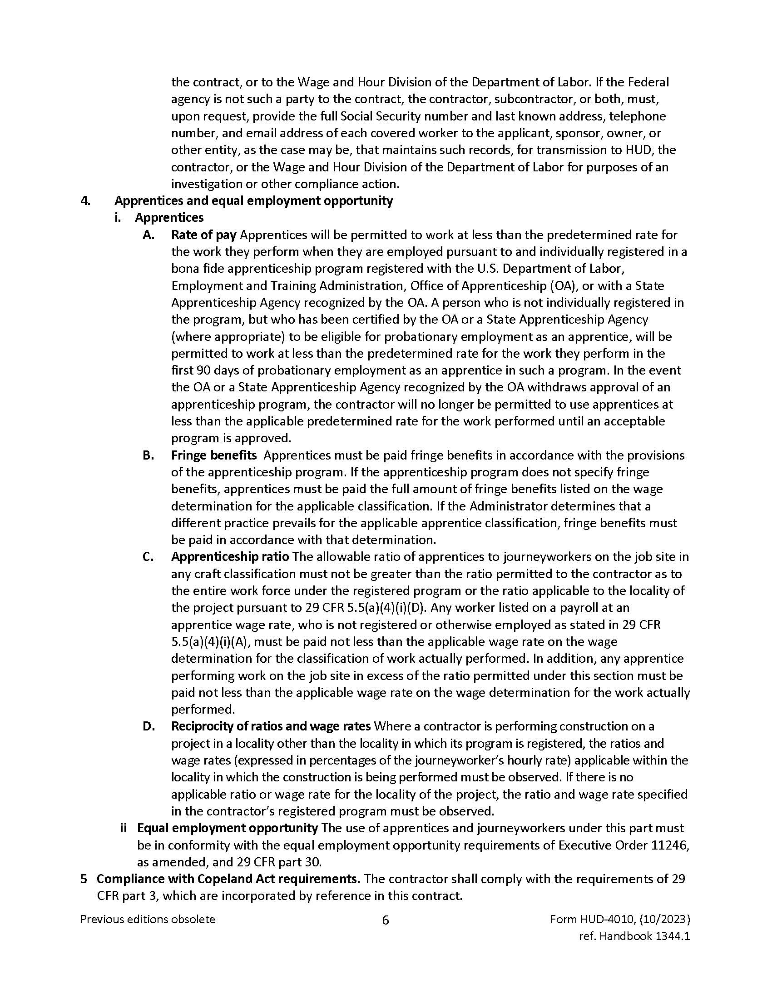 the contract, or to the Wage and Hour Division of the Department of Labor. If the Federal
agency is not such a party to the contract, the contractor, subcontractor, or both, must,
upon request, provide the full Social Security number and last known address, telephone
number, and email address of each covered worker to the applicant, sponsor, owner, or
other entity, as the case may be, that maintains such records, for transmission to HUD, the
contractor, or the Wage and Hour Division of the Department of Labor for purposes of an
investigation or other compliance action.
4. Apprentices and equal employment opportunity
i. Apprentices
A. Rate of pay Apprentices will be permitted to work at less than the predetermined rate for
the work they perform when they are employed pursuant to and individually registered in a
bona fide apprenticeship program registered with the U.S. Department of Labor,
Employment and Training Administration, Office of Apprenticeship (OA), or with a State
Apprenticeship Agency recognized by the OA. A person who is not individually registered in
the program, but who has been certified by the OA or a State Apprenticeship Agency
(where appropriate) to be eligible for probationary employment as an apprentice, will be
permitted to work at less than the predetermined rate for the work they perform in the
first 90 days of probationary employment as an apprentice in such a program. In the event
the OA or a State Apprenticeship Agency recognized by the OA withdraws approval of an
apprenticeship program, the contractor will no longer be permitted to use apprentices at
less than the applicable predetermined rate for the work performed until an acceptable
program is approved.
B. Fringe benefits Apprentices must be paid fringe benefits in accordance with the provisions
of the apprenticeship program. If the apprenticeship program does not specify fringe
benefits, apprentices must be paid the full amount of fringe benefits listed on the wage
determination for the applicable classification. If the Administrator determines that a
different practice prevails for the applicable apprentice classification, fringe benefits must
be paid in accordance with that determination.
C. Apprenticeship ratio The allowable ratio of apprentices to journeyworkers on the job site in
any craft classification must not be greater than the ratio permitted to the contractor as to
the entire work force under the registered program or the ratio applicable to the locality of
the project pursuant to 29 CFR 5.5(a)(4)(i)(D). Any worker listed on a payroll at an
apprentice wage rate, who is not registered or otherwise employed as stated in 29 CFR
5.5(a)(4)(i)(A), must be paid not less than the applicable wage rate on the wage
determination for the classification of work actually performed. In addition, any apprentice
performing work on the job site in excess of the ratio permitted under this section must be
paid not less than the applicable wage rate on the wage determination for the work actually
performed.
D. Reciprocity of ratios and wage rates Where a contractor is performing construction on a
project in a locality other than the locality in which its program is registered, the ratios and
wage rates (expressed in percentages of the journeyworker’s hourly rate) applicable within the
locality in which the construction is being performed must be observed. If there is no
applicable ratio or wage rate for the locality of the project, the ratio and wage rate specified
in the contractor’s registered program must be observed.
ii Equal employment opportunity The use of apprentices and journeyworkers under this part must
be in conformity with the equal employment opportunity requirements of Executive Order 11246,
as amended, and 29 CFR part 30.
5 Compliance with Copeland Act requirements. The contractor shall comply with the requirements of 29
CFR part 3, which are incorporated by reference in this contract.
Previous editions obsolete 6 Form HUD-4010, (10/2023)
ref. Handbook 1344.1